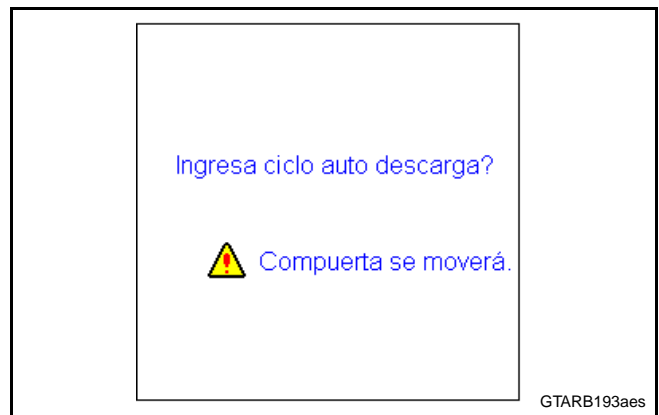 Ingresa ciclo auto descarga?
Compuerta se moverá.
GTARB193aes